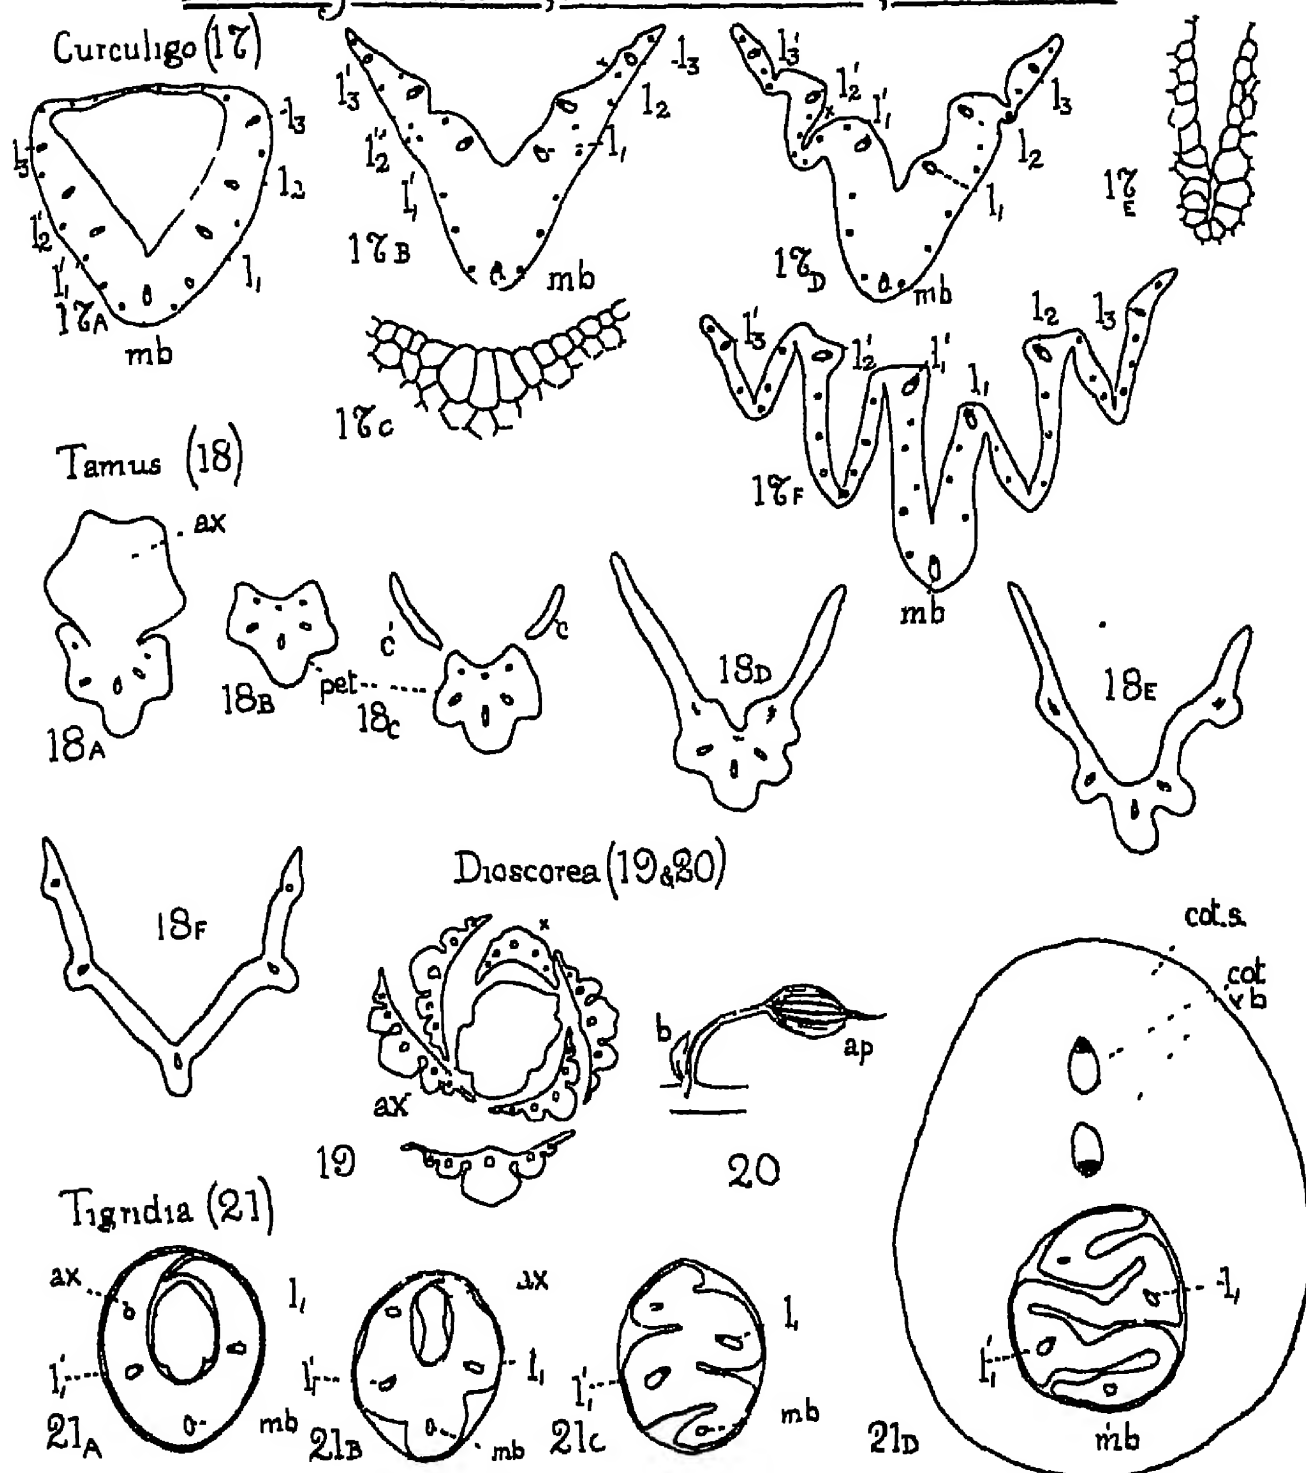 Curculigo (17)
l₃
l₃
l₂
l₂'
l₁'
l₁
17A
mb
l₃'
l₂'
l₁'
17B
l₃
l₂
l₁
mb
x
l₃'
l₂'
l₁'
x
l₃
l₂
l₁
17D
mb
17E
17C
l₃'
l₂'
l₁'
l₁
l₂
l₃
17F
mb
Tamus (18)
ax
18A
18B
pet
c'
c
18C
18D
18E
18F
Dioscorea (19&20)
x
ax
19
b
ap
20
cot.s.
cot
v b
Tigridia (21)
ax
l₁
l₁'
mb
21A
ax
l₁'
l₁
mb
21B
l₁
l₁'
mb
21C
l₁
l₁'
mb
21D